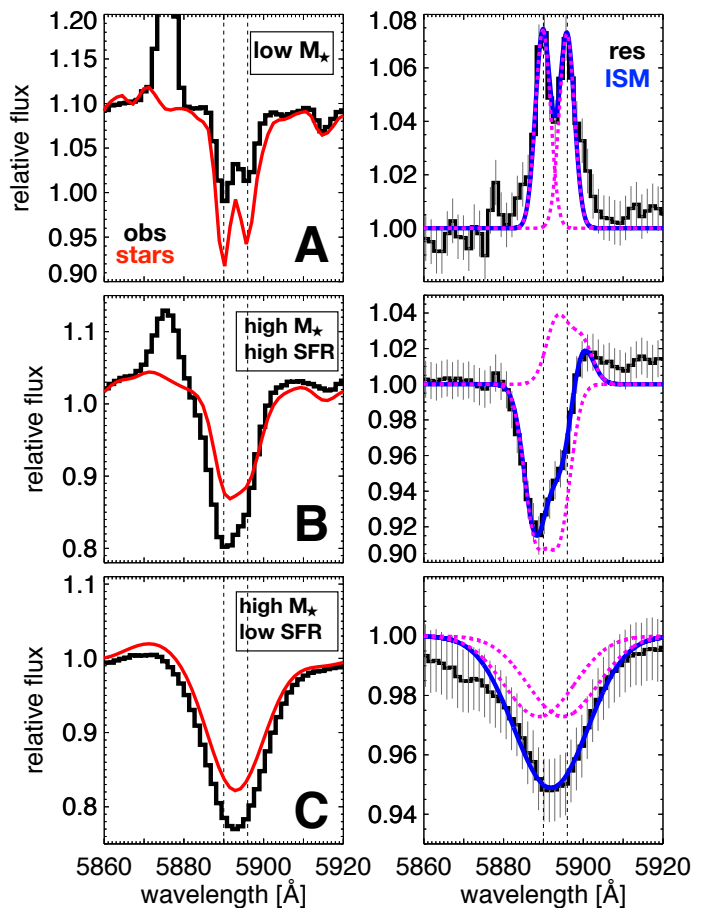 1.20
1.15
1.10
1.05
1.00
0.95
0.90
relative flux
low M★
obs
stars
A
1.08
1.06
1.04
1.02
1.00
res
ISM
1.1
1.0
0.9
0.8
relative flux
high M★
high SFR
B
1.04
1.02
1.00
0.98
0.96
0.94
0.92
0.90
1.1
1.0
0.9
0.8
relative flux
high M★
low SFR
C
1.00
0.98
0.96
0.94
5860 5880 5900 5920
wavelength [Å]
5860 5880 5900 5920
wavelength [Å]